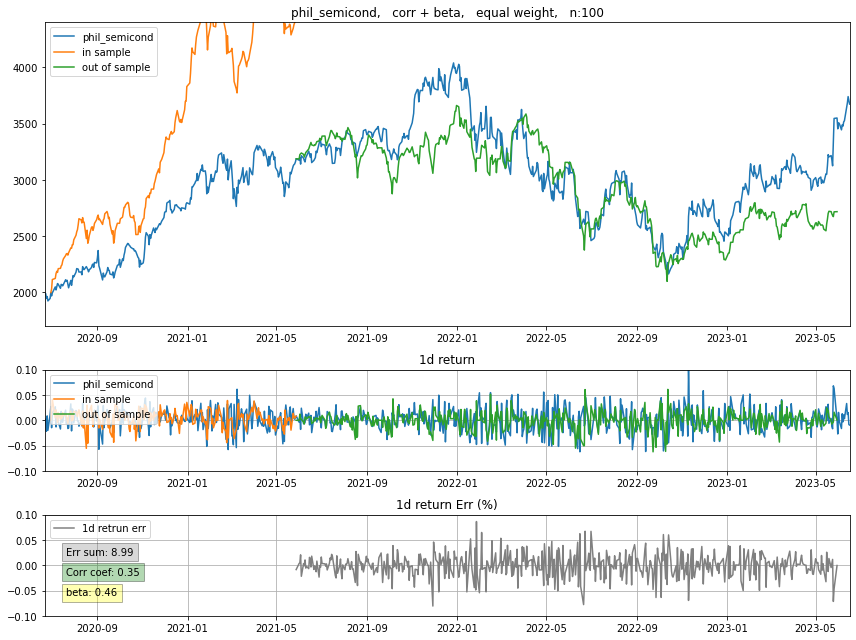 phil_semicond,   corr + beta,   equal weight,   n:100
phil_semicond
in sample
out of sample
4000
3500
3000
2500
2000
2020-09 2021-01 2021-05 2021-09 2022-01 2022-05 2022-09 2023-01 2023-05
1d return
phil_semicond
in sample
out of sample
0.10
0.05
0.00
−0.05
−0.10
2020-09 2021-01 2021-05 2021-09 2022-01 2022-05 2022-09 2023-01 2023-05
1d return Err (%)
1d retrun err
Err sum: 8.99
Corr coef: 0.35
beta: 0.46
0.10
0.05
0.00
−0.05
−0.10
2020-09 2021-01 2021-05 2021-09 2022-01 2022-05 2022-09 2023-01 2023-05